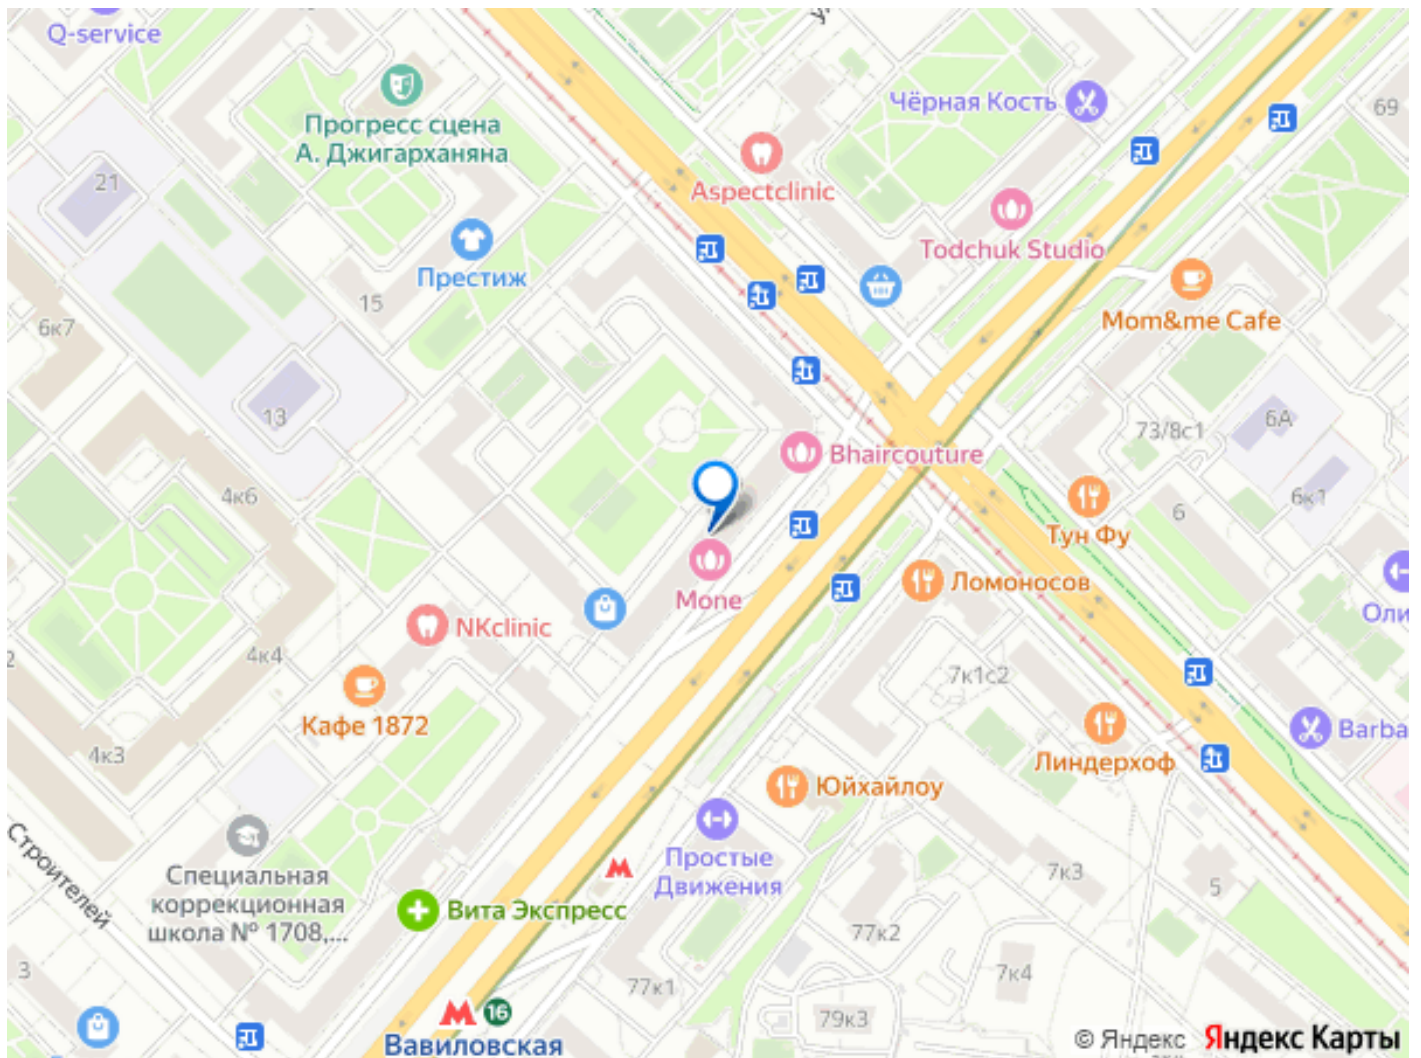 Q-service
Прогресс сцена
А. Джигарханяна
Чёрная Кость
69
Aspectclinic
21
Todchuk Studio
Престиж
15
Mom&me Cafe
6к7
13
73/8с1
6А
Bhaircouture
4к6
6к1
6
Тун Фу
Ломоносов
Mone
Оли
NKclinic
4к4
2
7к1с2
Кафе 1872
4к3
Barba
Линдерхоф
Юйхайлоу
Строителей
Простые
Движения
Специальная
коррекционная
школа № 1708,...
7к3
5
Вита Экспресс
77к2
3
7к4
77к1
16
79к3
Вавиловская
© Яндекс Яндекс Карты